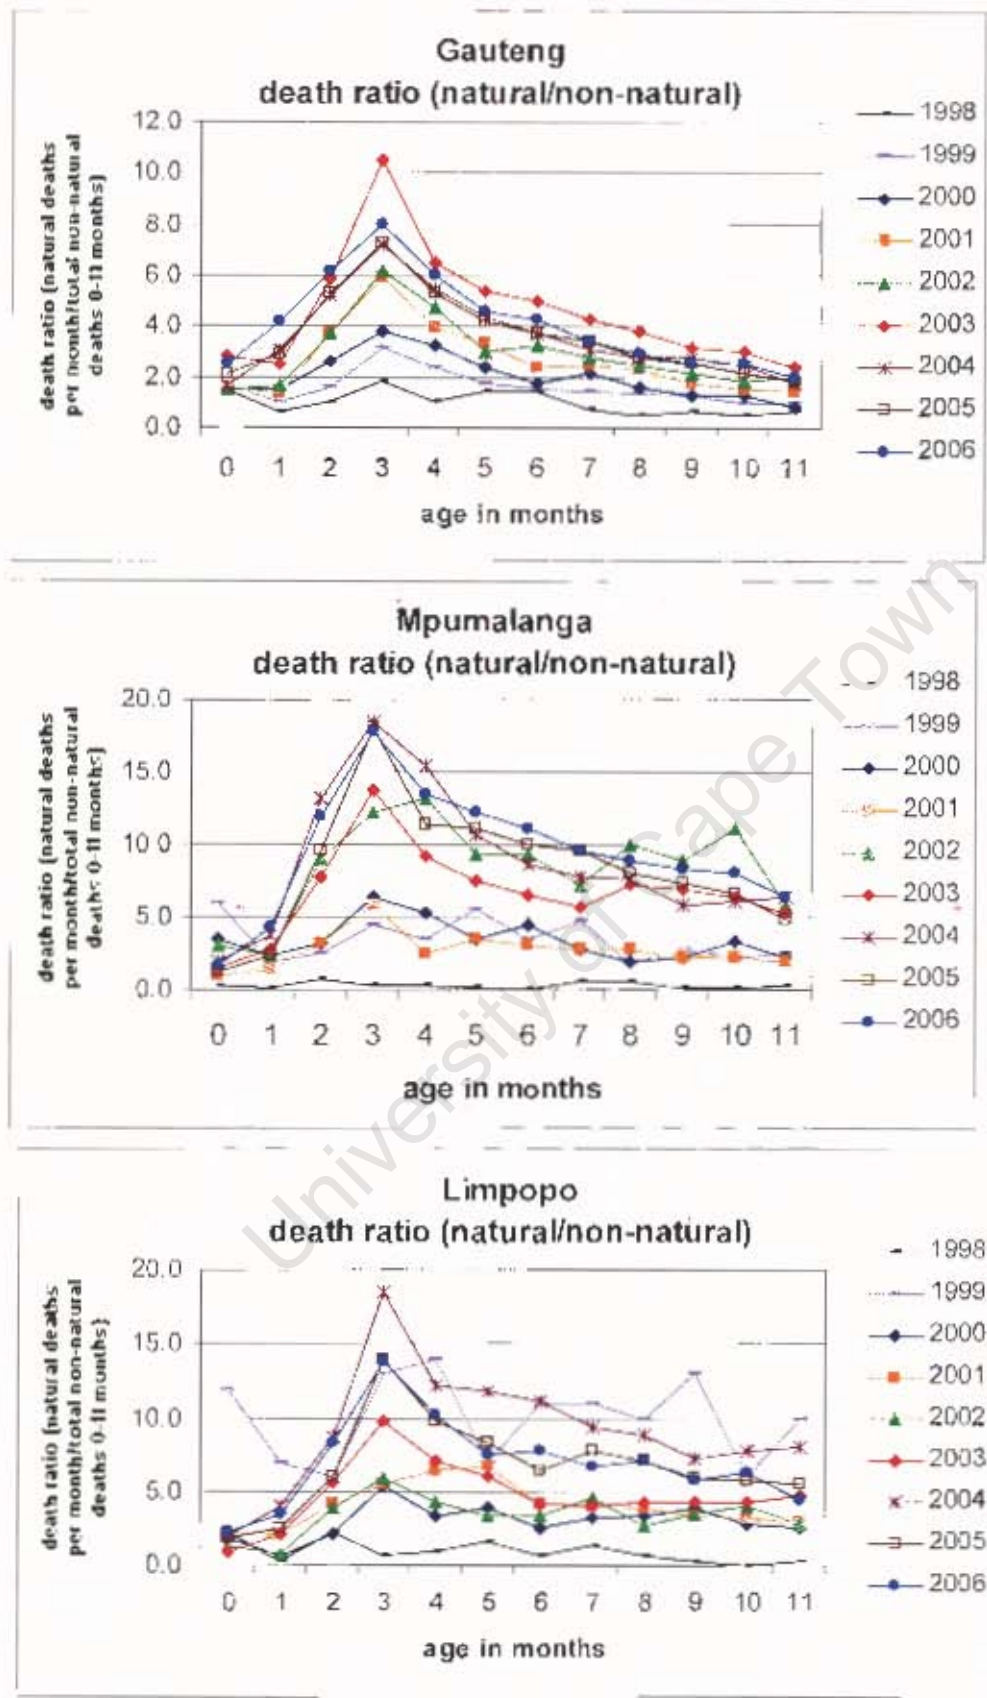 Gauteng
death ratio (natural/non-natural)
death ratio (natural deaths
per month/total non-natural
deaths 0-11 months)
12.0
10.0
8.0
6.0
4.0
2.0
0.0
0 1 2 3 4 5 6 7 8 9 10 11
age in months
1998
1999
2000
2001
2002
2003
2004
2005
2006
Mpumalanga
death ratio (natural/non-natural)
death ratio (natural deaths
per month/total non-natural
deaths 0-11 months)
20.0
15.0
10.0
5.0
0.0
0 1 2 3 4 5 6 7 8 9 10 11
age in months
1998
1999
2000
2001
2002
2003
2004
2005
2006
Limpopo
death ratio (natural/non-natural)
death ratio (natural deaths
per month/total non-natural
deaths 0-11 months)
20.0
15.0
10.0
5.0
0.0
0 1 2 3 4 5 6 7 8 9 10 11
age in months
1998
1999
2000
2001
2002
2003
2004
2005
2006
University of Cape Town